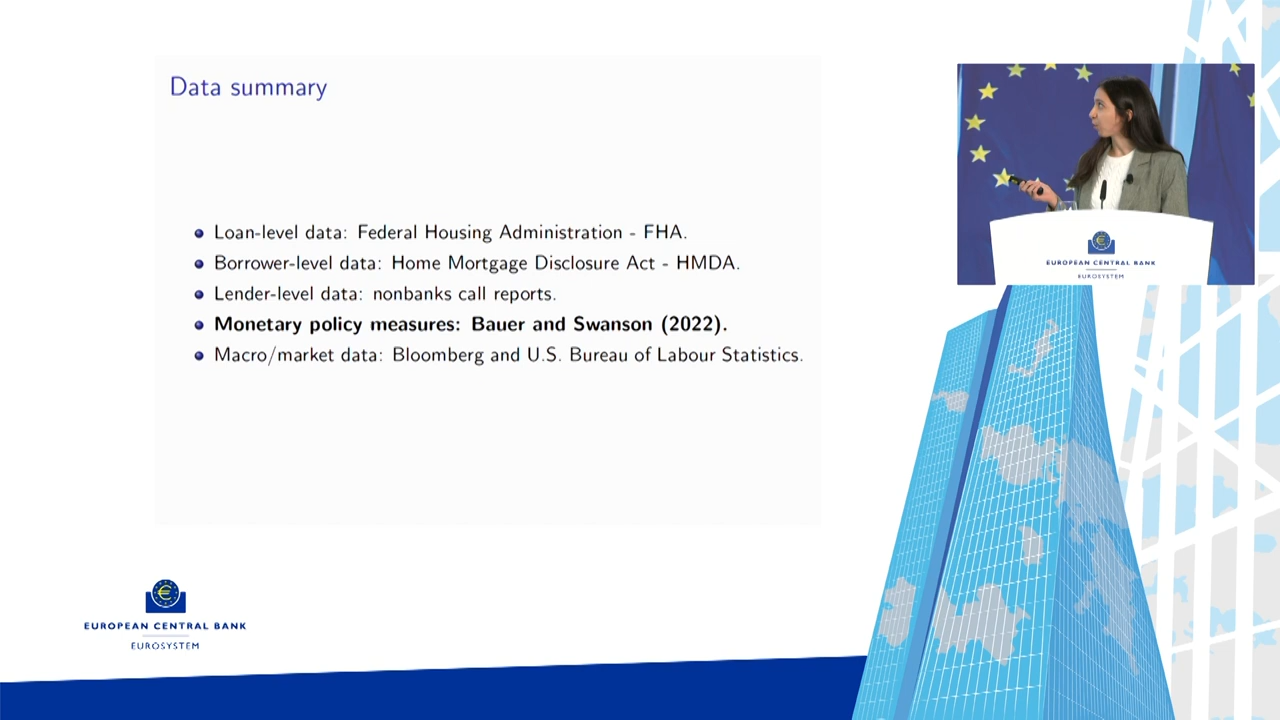 Data summary
Loan-level data: Federal Housing Administration - FHA.
Borrower-level data: Home Mortgage Disclosure Act - HMDA.
Lender-level data: nonbanks call reports.
Monetary policy measures: Bauer and Swanson (2022).
Macro/market data: Bloomberg and U.S. Bureau of Labour Statistics.
EUROPEAN CENTRAL BANK
EUROSYSTEM
EUROPEAN CENTRAL BANK
EUROSYSTEM